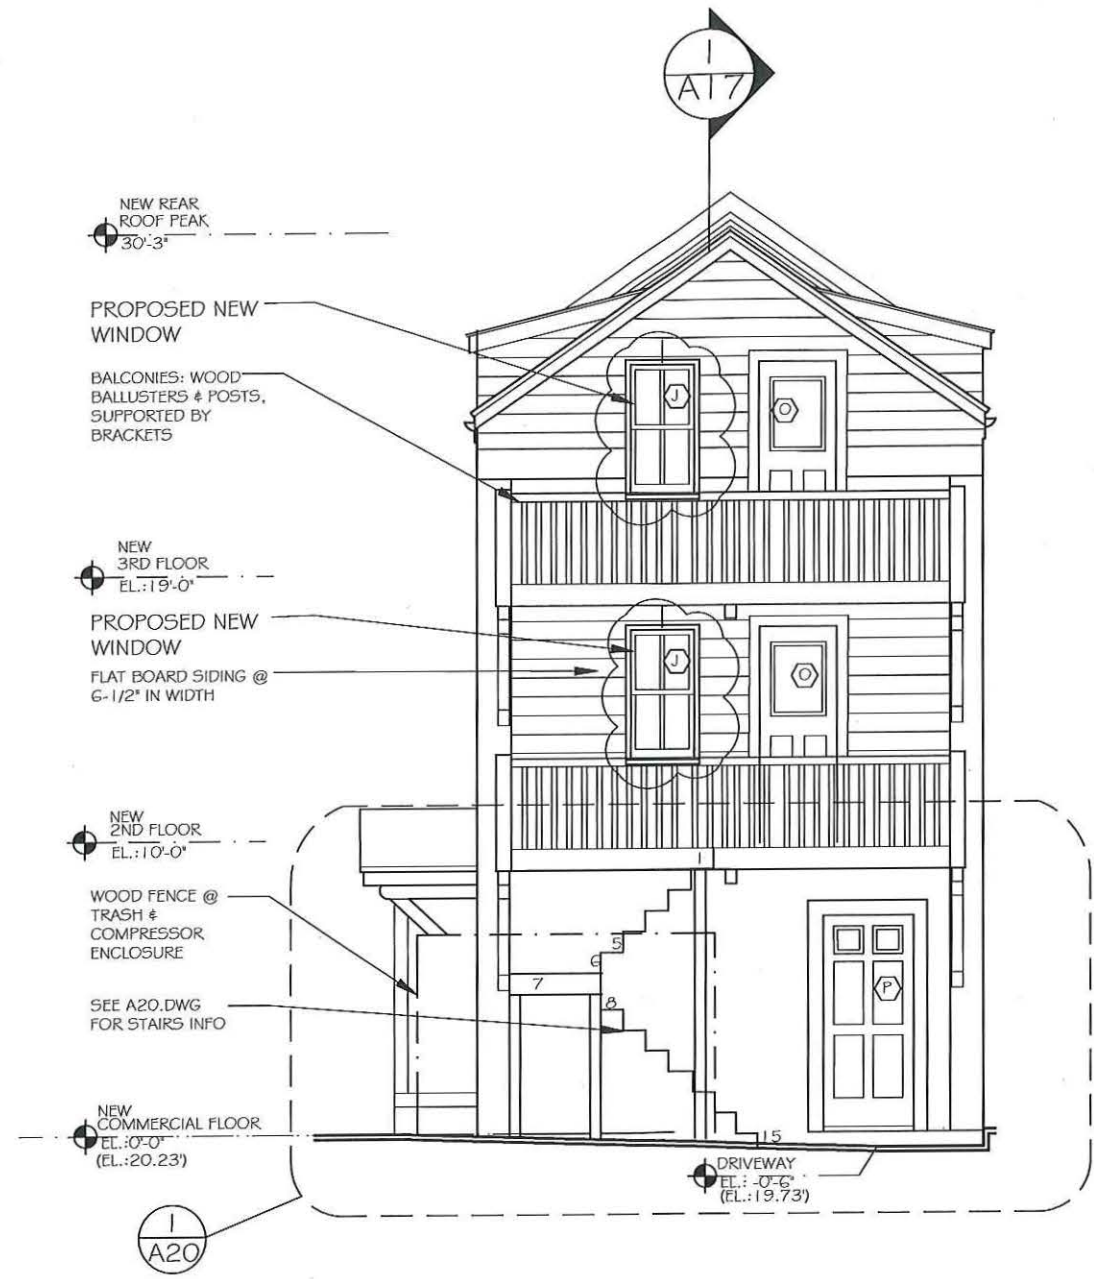 1
A17
NEW REAR
ROOF PEAK
30'-3"
PROPOSED NEW
WINDOW
BALCONIES: WOOD
BALLUSTERS & POSTS,
SUPPORTED BY
BRACKETS
J
O
NEW
3RD FLOOR
EL.:19'-0"
PROPOSED NEW
WINDOW
FLAT BOARD SIDING @
6-1/2" IN WIDTH
J
O
NEW
2ND FLOOR
EL.:10'-0"
1
WOOD FENCE @
TRASH &
COMPRESSOR
ENCLOSURE
5
6
7
8
P
SEE A20.DWG
FOR STAIRS INFO
NEW
COMMERCIAL FLOOR
EL.:0'-0"
(EL.:20.23')
15
DRIVEWAY
EL.: -0'-6"
(EL.:19.73')
1
A20